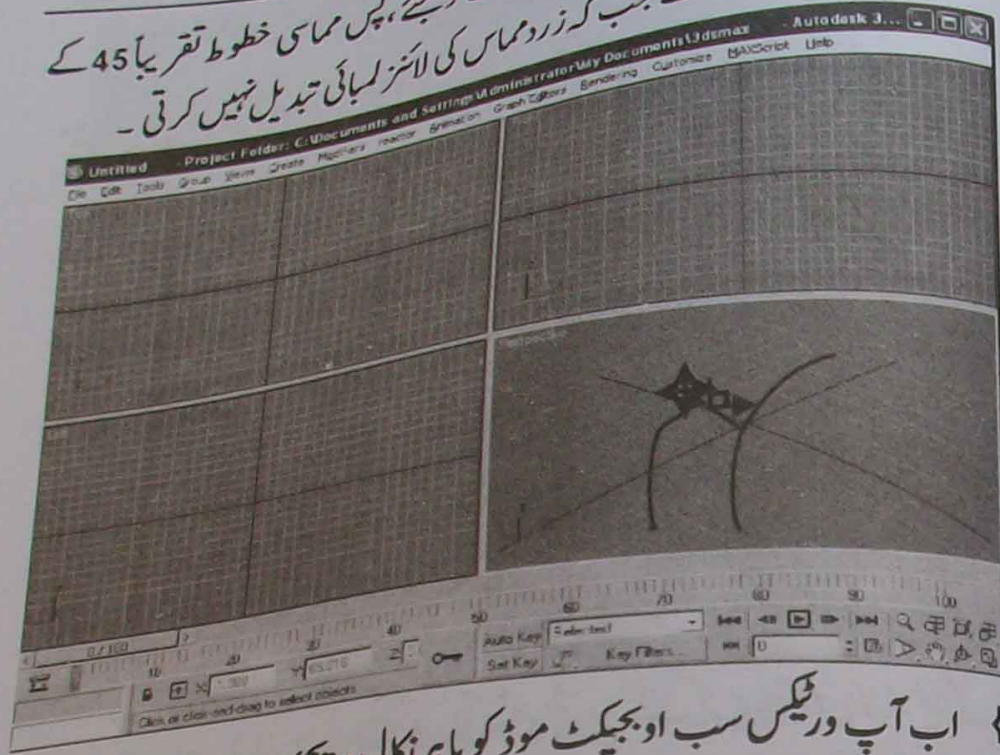 پس مماسی خطوط تقریباً 45 کے
کہ زرد مماس کی لائنز لمبائی تبدیل نہیں کرتی ۔
Untitled - Project Folder: C:\Documents and Settings\Administrator\My Documents\3dsmax - Autodesk 3...
File Edit Tools Group Views Create Modifiers reactor Animation Graph Editors Rendering Customize MAXScript Help
Perspective
0 / 100
10 20 30 40 50 60 70 80 90 100
X Y Z
Auto Key Selected
Set Key Key Filters... 0
Click or click-and-drag to select objects
اب آپ ورٹیکس سب اوبجیکٹ موڈ کو باہر نکال